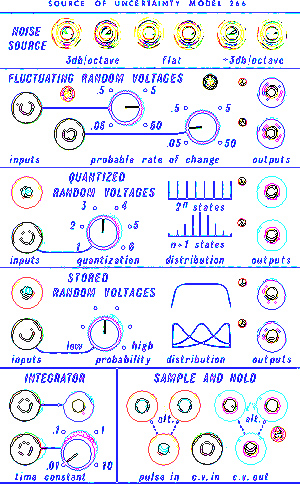 SOURCE OF UNCERTAINTY MODEL 266
NOISE SOURCE
3db/octave flat -3db/octave
FLUCTUATING RANDOM VOLTAGES
.5 5
.05 50
.5 5
.05 50
inputs probable rate of change outputs
QUANTIZED RANDOM VOLTAGES
3 4
2 5
1 6
2ⁿ states
n+1 states
inputs quantization distribution outputs
STORED RANDOM VOLTAGES
low high
inputs probability distribution outputs
INTEGRATOR
.1 1
.01 10
time constant
SAMPLE AND HOLD
alt. alt.
pulse in c.v. in c.v. out